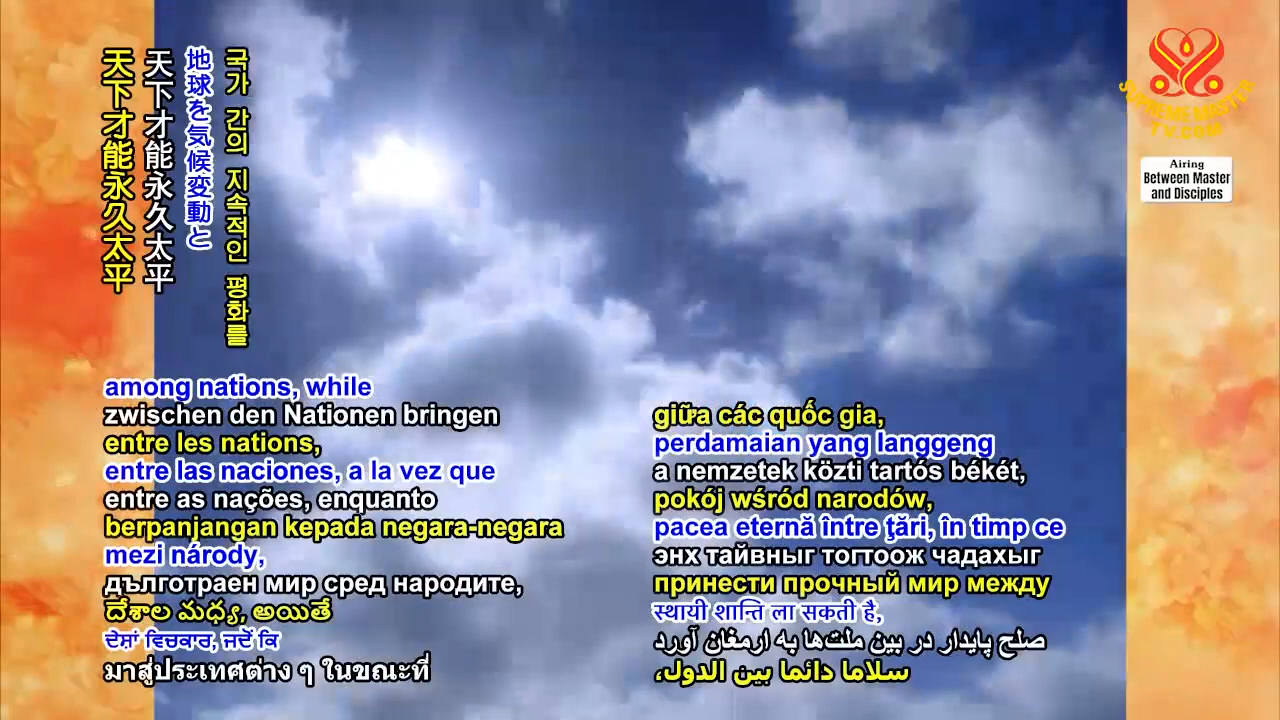 국가 간의 지속적인 평화를
地球を気候変動と
天下才能永久太平
天下才能永久太平
SUPREME MASTER
TV.COM
Airing
Between Master
and Disciples
among nations, while
zwischen den Nationen bringen
entre les nations,
entre las naciones, a la vez que
entre as nações, enquanto
berpanjangan kepada negara-negara
mezi národy,
дълготраен мир сред народите,
దేశాల మధ్య, అయితే
ਦੇਸ਼ਾਂ ਵਿਚਕਾਰ, ਜਦੋਂ ਕਿ
มาสู่ประเทศต่าง ๆ ในขณะที่
giữa các quốc gia,
perdamaian yang langgeng
a nemzetek közti tartós békét,
pokój wśród narodów,
pacea eternă între ţări, în timp ce
энх тайвныг тогтоож чадахыг
принести прочный мир между
स्थायी शान्ति ला सकती है,
صلح پایدار در بین ملت‌ها به ارمغان آورد
سلاما دائما بين الدول،